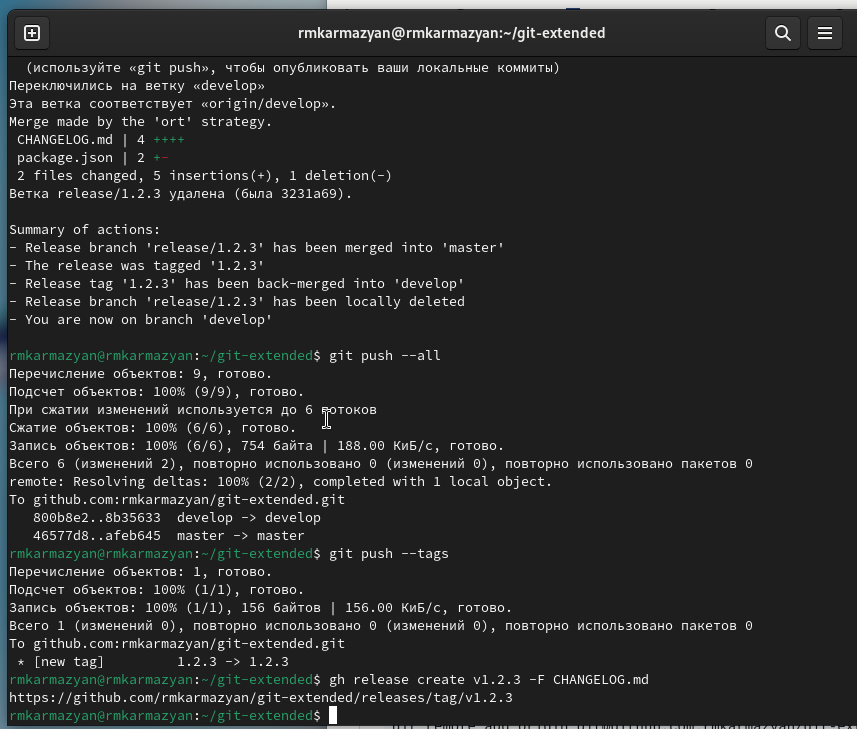 rmkarmazyan@rmkarmazyan:~/git-extended
(используйте «git push», чтобы опубликовать ваши локальные коммиты)
Переключились на ветку «develop»
Эта ветка соответствует «origin/develop».
Merge made by the 'ort' strategy.
CHANGELOG.md | 4 ++++
package.json | 2 +-
2 files changed, 5 insertions(+), 1 deletion(-)
Ветка release/1.2.3 удалена (была 3231a69).
Summary of actions:
- Release branch 'release/1.2.3' has been merged into 'master'
- The release was tagged '1.2.3'
- Release tag '1.2.3' has been back-merged into 'develop'
- Release branch 'release/1.2.3' has been locally deleted
- You are now on branch 'develop'
rmkarmazyan@rmkarmazyan:~/git-extended$ git push --all
Перечисление объектов: 9, готово.
Подсчет объектов: 100% (9/9), готово.
При сжатии изменений используется до 6 потоков
Сжатие объектов: 100% (6/6), готово.
Запись объектов: 100% (6/6), 754 байта | 188.00 КиБ/с, готово.
Всего 6 (изменений 2), повторно использовано 0 (изменений 0), повторно использовано пакетов 0
remote: Resolving deltas: 100% (2/2), completed with 1 local object.
To github.com:rmkarmazyan/git-extended.git
800b8e2..8b35633  develop -> develop
46577d8..afeb645  master -> master
rmkarmazyan@rmkarmazyan:~/git-extended$ git push --tags
Перечисление объектов: 1, готово.
Подсчет объектов: 100% (1/1), готово.
Запись объектов: 100% (1/1), 156 байтов | 156.00 КиБ/с, готово.
Всего 1 (изменений 0), повторно использовано 0 (изменений 0), повторно использовано пакетов 0
To github.com:rmkarmazyan/git-extended.git
* [new tag]         1.2.3 -> 1.2.3
rmkarmazyan@rmkarmazyan:~/git-extended$ gh release create v1.2.3 -F CHANGELOG.md
https://github.com/rmkarmazyan/git-extended/releases/tag/v1.2.3
rmkarmazyan@rmkarmazyan:~/git-extended$